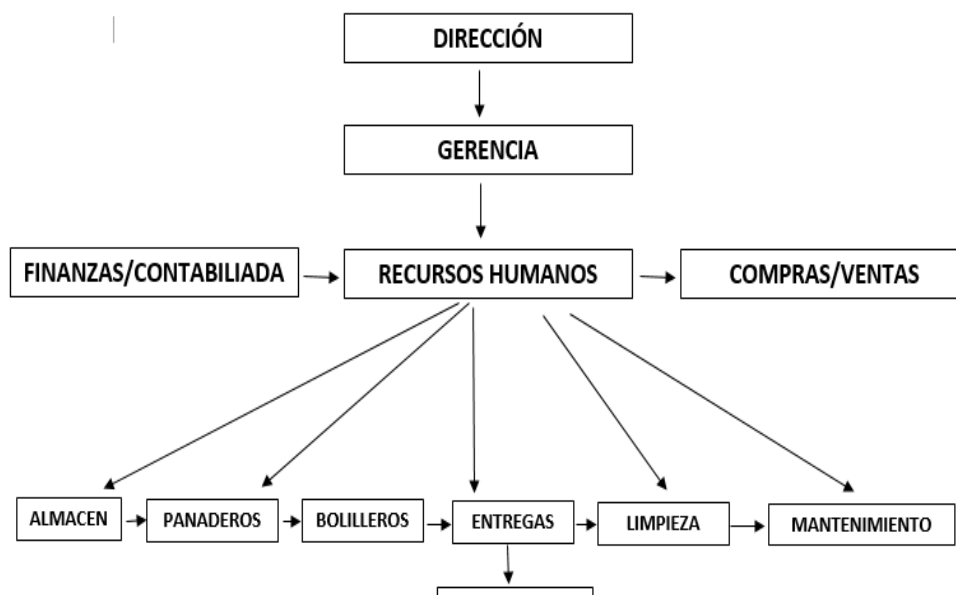 DIRECCIÓN
GERENCIA
FINANZAS/CONTABILIADA
RECURSOS HUMANOS
COMPRAS/VENTAS
ALMACEN
PANADEROS
BOLILLEROS
ENTREGAS
LIMPIEZA
MANTENIMIENTO